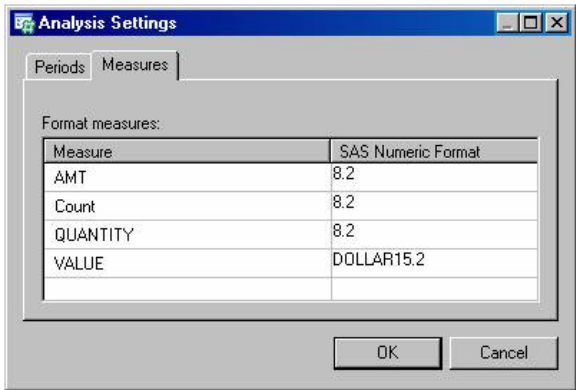 Analysis Settings
Periods Measures
Format measures:
Measure SAS Numeric Format
AMT 8.2
Count 8.2
QUANTITY 8.2
VALUE DOLLAR15.2
OK Cancel